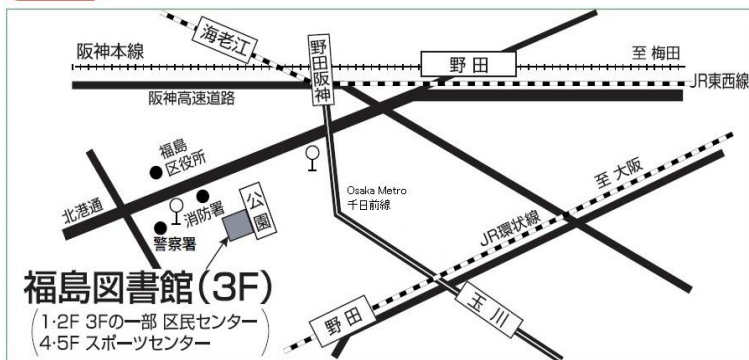 海老江
野田阪神
阪神本線
野田
至 梅田
JR東西線
阪神高速道路
福島
区役所
北港通
消防署
公園
警察署
Osaka Metro
千日前線
至 大阪
JR環状線
野田
玉川
福島図書館(3F)
(1・2F 3Fの一部 区民センター
4・5F スポーツセンター)